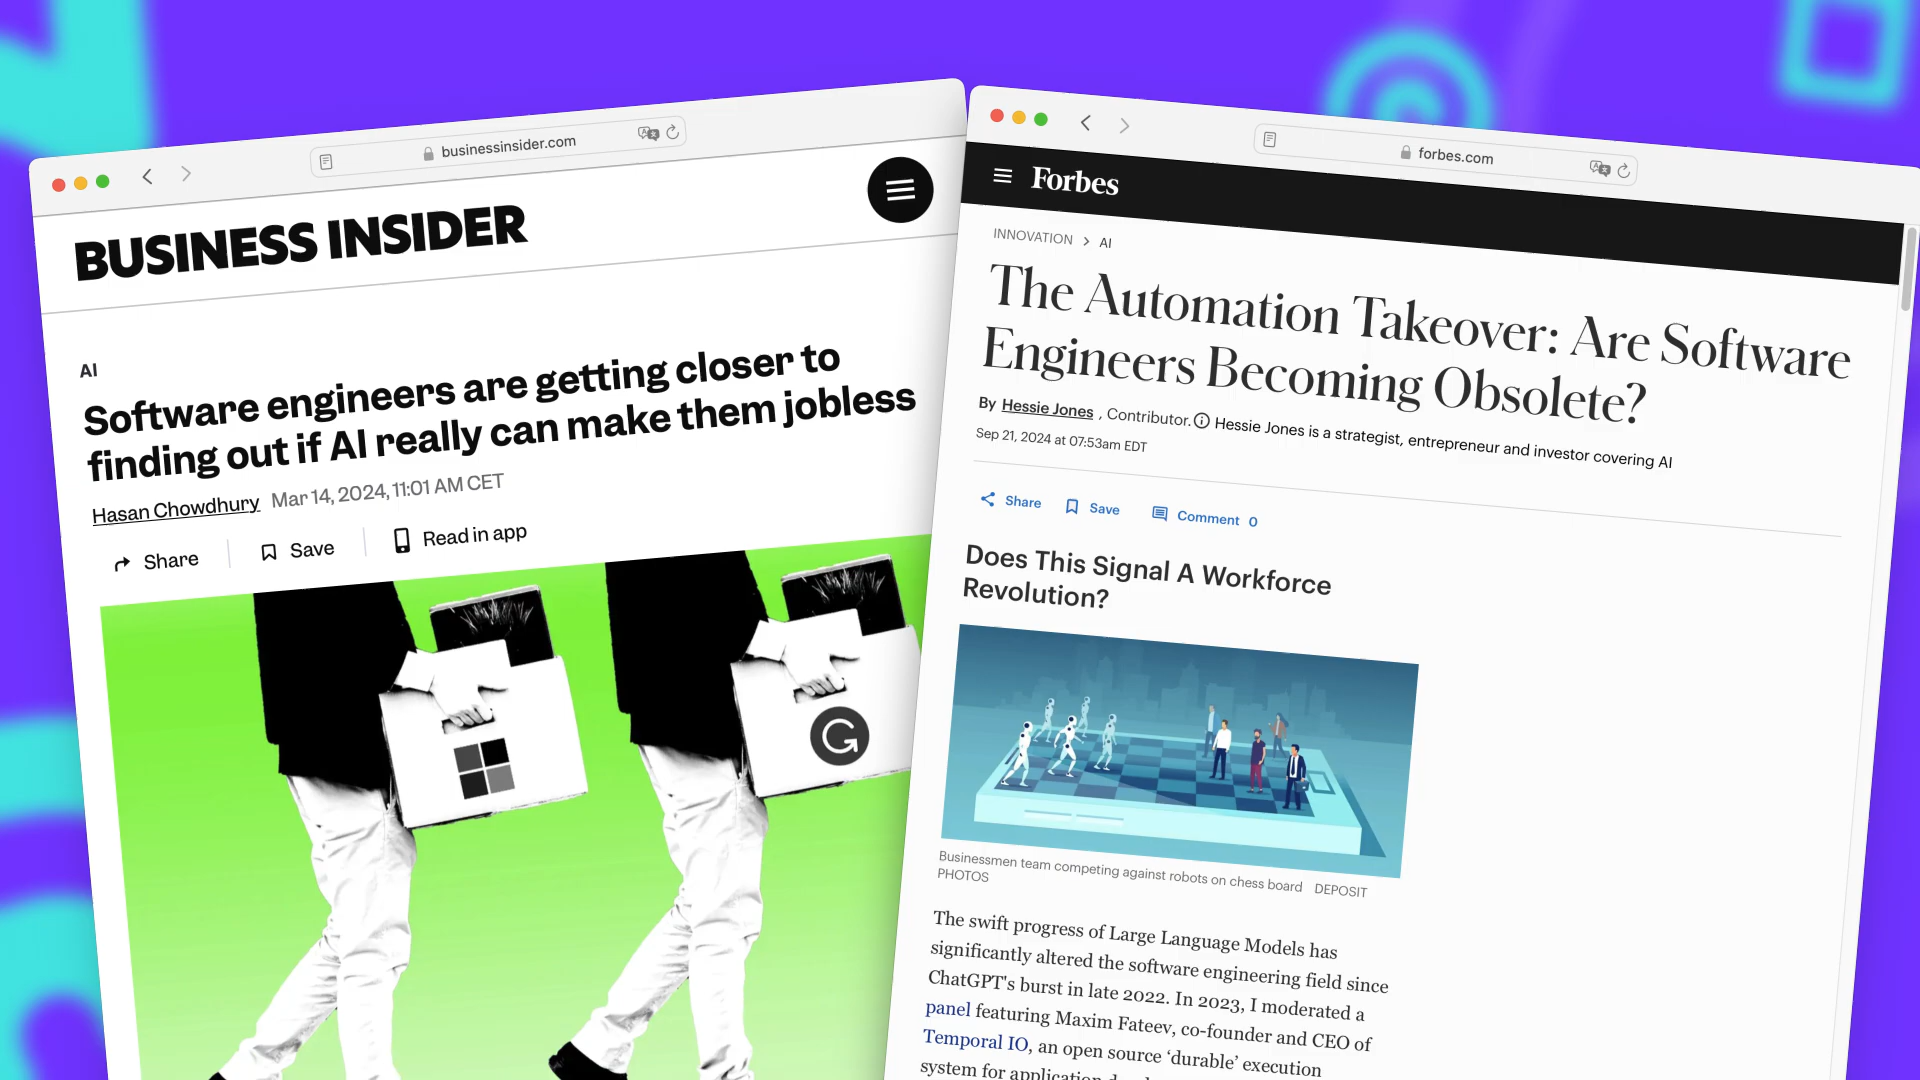 businessinsider.com
BUSINESS INSIDER
AI
Software engineers are getting closer to
finding out if AI really can make them jobless
Hasan Chowdhury Mar 14, 2024, 11:01 AM CET
Share Save Read in app
forbes.com
Forbes
INNOVATION > AI
The Automation Takeover: Are Software
Engineers Becoming Obsolete?
By Hessie Jones , Contributor. Hessie Jones is a strategist, entrepreneur and investor covering AI
Sep 21, 2024 at 07:53am EDT
Share Save Comment 0
Does This Signal A Workforce
Revolution?
Businessmen team competing against robots on chess board DEPOSIT
PHOTOS
The swift progress of Large Language Models has
significantly altered the software engineering field since
ChatGPT's burst in late 2022. In 2023, I moderated a
panel featuring Maxim Fateev, co-founder and CEO of
Temporal IO, an open source ‘durable’ execution
system for application